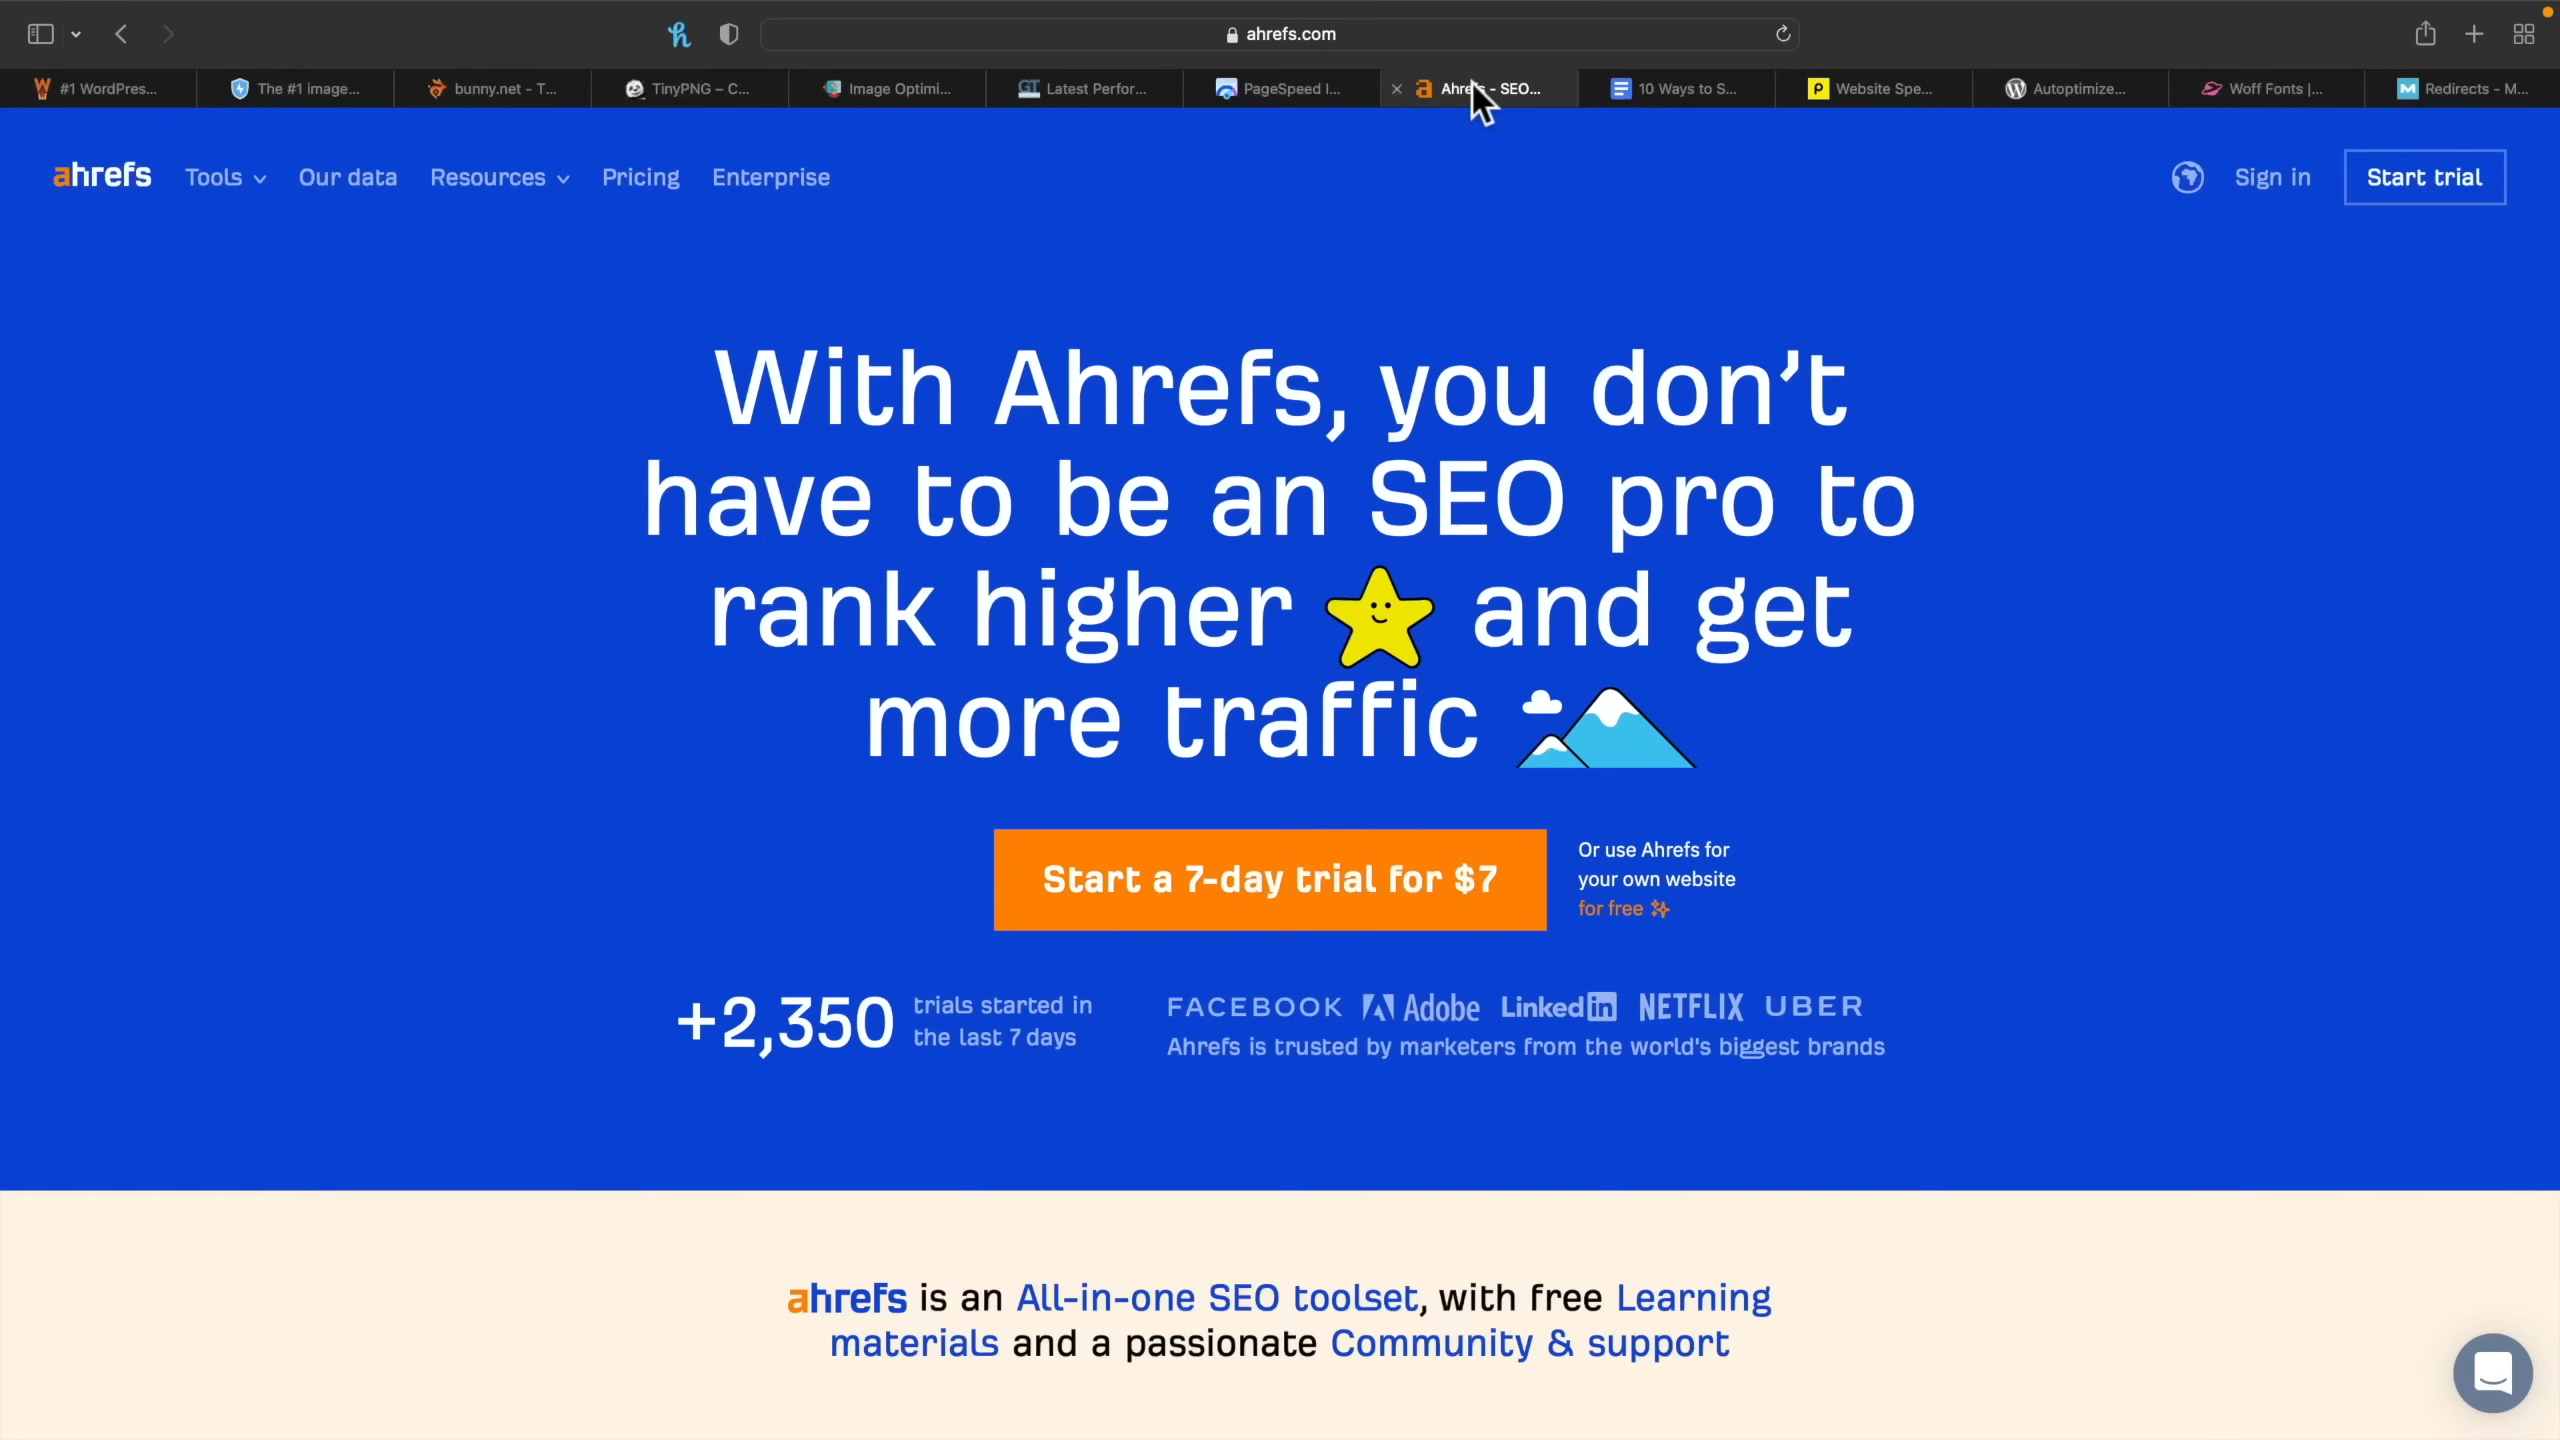 ahrefs.com
#1 WordPres...
The #1 image...
bunny.net - T...
TinyPNG – C...
Image Optimi...
GT Latest Perfor...
PageSpeed I...
a Ahrefs - SEO...
10 Ways to S...
P Website Spe...
Autoptimize...
Woff Fonts |...
M Redirects - M...
ahrefs
Tools
Our data
Resources
Pricing
Enterprise
Sign in
Start trial
With Ahrefs, you don’t
have to be an SEO pro to
rank higher and get
more traffic
Start a 7-day trial for $7
Or use Ahrefs for
your own website
for free
+2,350
trials started in
the last 7 days
FACEBOOK Adobe Linkedin NETFLIX UBER
Ahrefs is trusted by marketers from the world's biggest brands
ahrefs is an All-in-one SEO toolset, with free Learning
materials and a passionate Community & support